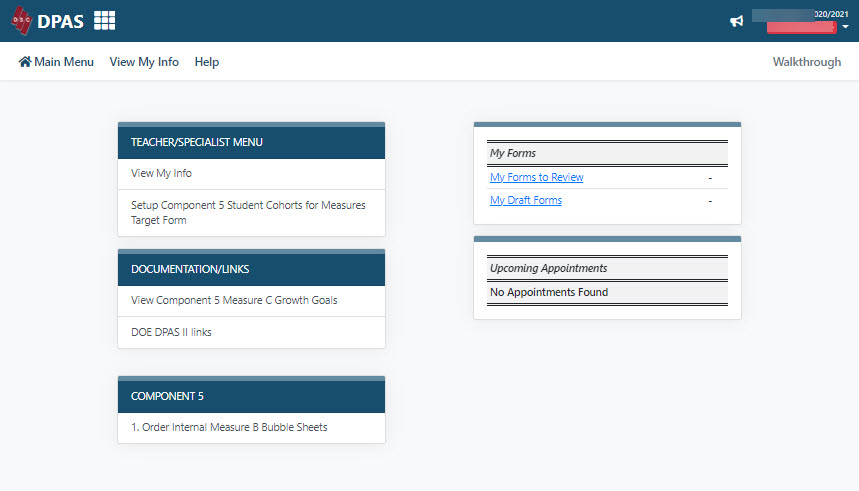 DSC DPAS
020/2021
Main Menu View My Info Help Walkthrough
TEACHER/SPECIALIST MENU
View My Info
Setup Component 5 Student Cohorts for Measures
Target Form
DOCUMENTATION/LINKS
View Component 5 Measure C Growth Goals
DOE DPAS II links
COMPONENT 5
1. Order Internal Measure B Bubble Sheets
My Forms
My Forms to Review -
My Draft Forms -
Upcoming Appointments
No Appointments Found